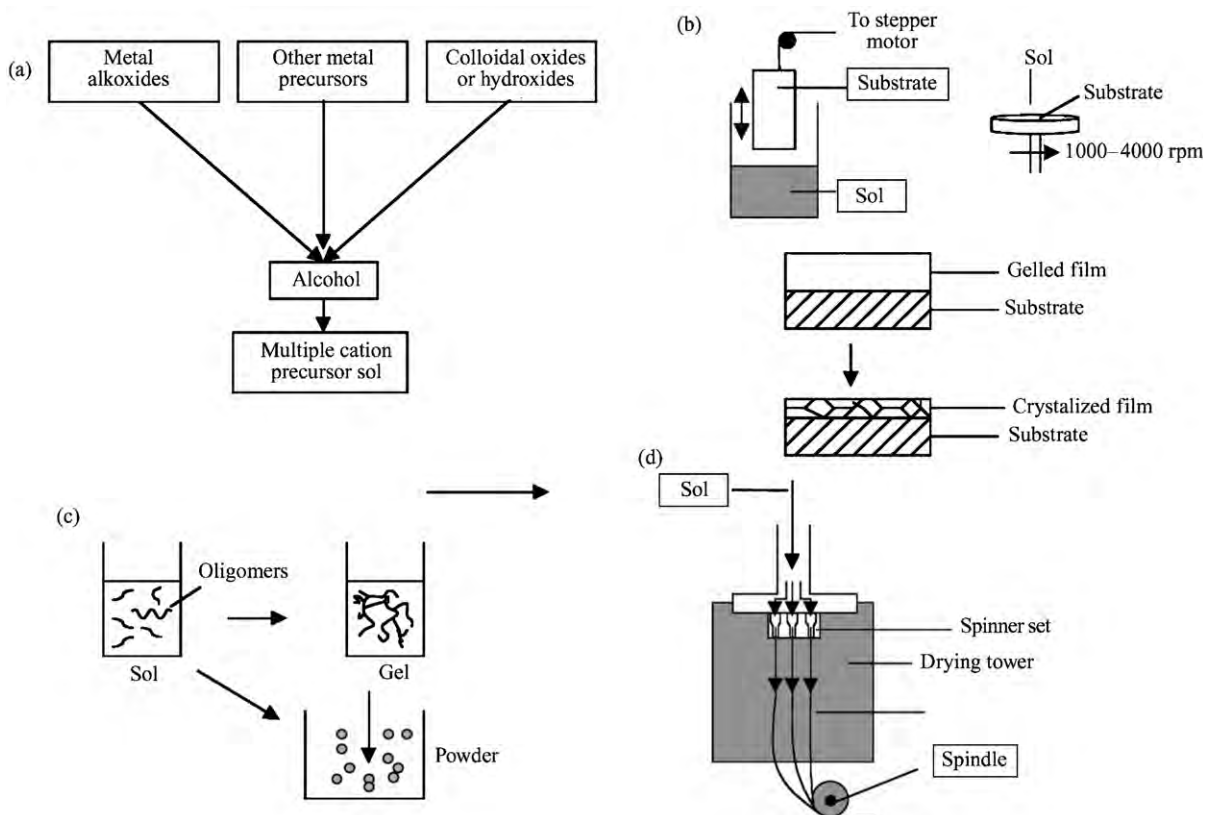 (a)
Metal
alkoxides
Other metal
precursors
Colloidal oxides
or hydroxides
Alcohol
Multiple cation
precursor sol
(b)
To stepper
motor
Substrate
Sol
Sol
Substrate
1000–4000 rpm
Gelled film
Substrate
Crystalized film
Substrate
(c)
Oligomers
Sol
Gel
Powder
(d)
Sol
Spinner set
Drying tower
Spindle